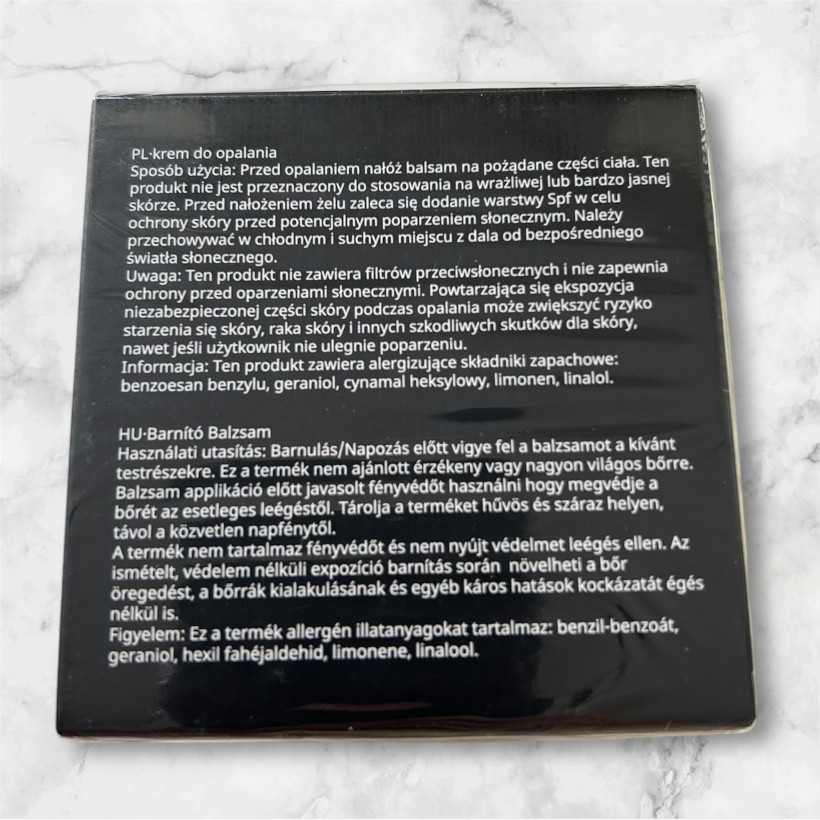 PL·krem do opalania
Sposób użycia: Przed opalaniem nałóż balsam na pożądane części ciała. Ten
produkt nie jest przeznaczony do stosowania na wrażliwej lub bardzo jasnej
skórze. Przed nałożeniem żelu zaleca się dodanie warstwy Spf w celu
ochrony skóry przed potencjalnym poparzeniem słonecznym. Należy
przechowywać w chłodnym i suchym miejscu z dala od bezpośredniego
światła słonecznego.
Uwaga: Ten produkt nie zawiera filtrów przeciwsłonecznych i nie zapewnia
ochrony przed oparzeniami słonecznymi. Powtarzająca się ekspozycja
niezabezpieczonej części skóry podczas opalania może zwiększyć ryzyko
starzenia się skóry, raka skóry i innych szkodliwych skutków dla skóry,
nawet jeśli użytkownik nie ulegnie poparzeniu.
Informacja: Ten produkt zawiera alergizujące składniki zapachowe:
benzoesan benzylu, geraniol, cynamal heksylowy, limonen, linalol.
HU·Barnító Balzsam
Használati utasítás: Barnulás/Napozás előtt vigye fel a balzsamot a kívánt
testrészekre. Ez a termék nem ajánlott érzékeny vagy nagyon világos bőrre.
Balzsam applikáció előtt javasolt fényvédőt használni hogy megvédje a
bőrét az esetleges leégéstől. Tárolja a terméket hűvös és száraz helyen,
távol a közvetlen napfénytől.
A termék nem tartalmaz fényvédőt és nem nyújt védelmet leégés ellen. Az
ismételt, védelem nélküli expozíció barnítás során növelheti a bőr
öregedést, a bőrrák kialakulásának és egyéb káros hatások kockázatát égés
nélkül is.
Figyelem: Ez a termék allergén illatanyagokat tartalmaz: benzil-benzoát,
geraniol, hexil fahéjaldehid, limonene, linalool.